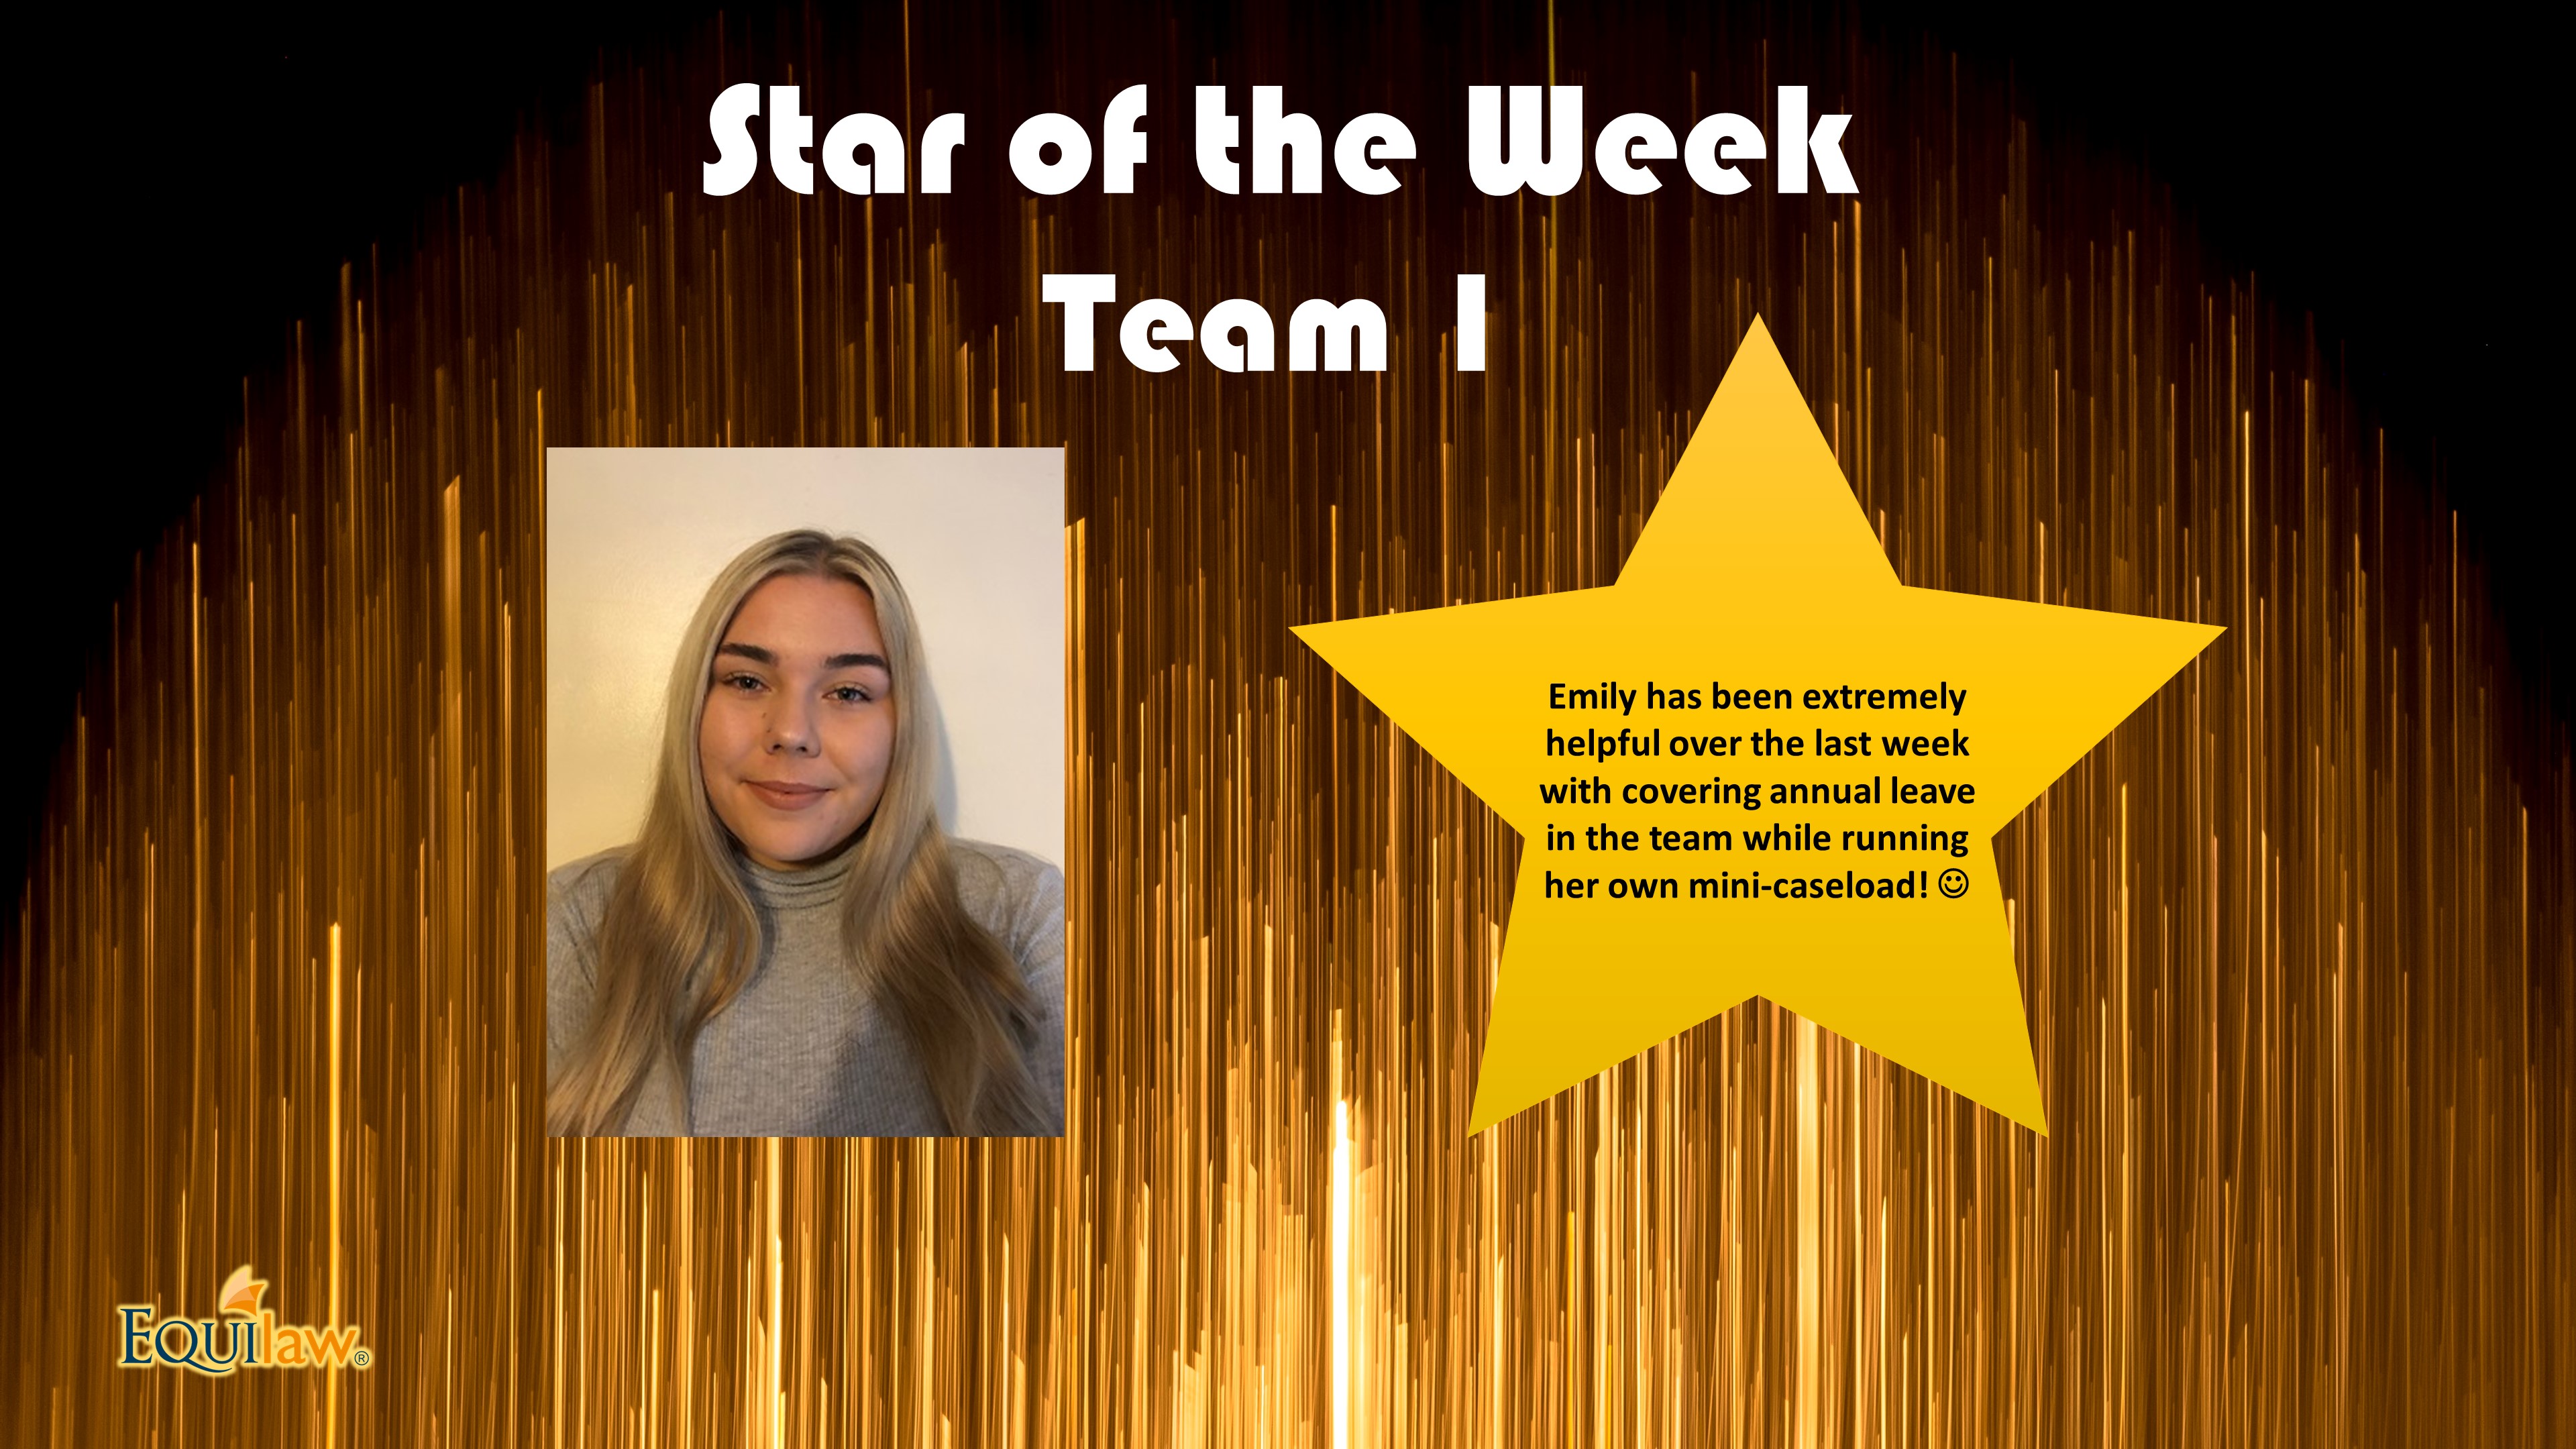 Star of the Week
Team 1
Emily has been extremely
helpful over the last week
with covering annual leave
in the team while running
her own mini-caseload! ☺
EQUIlaw®